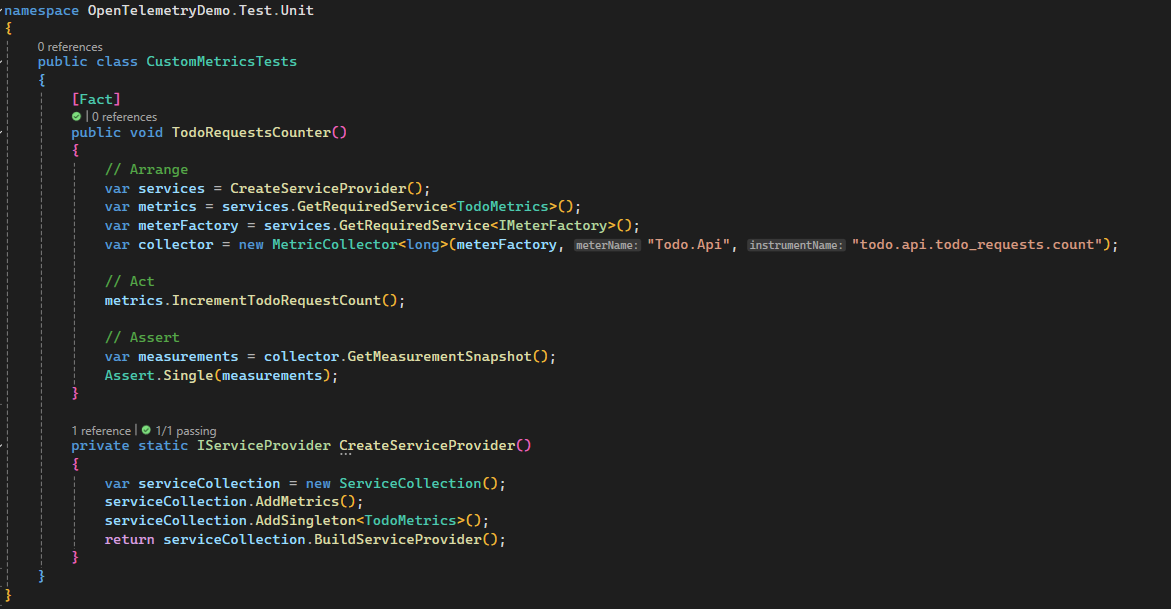 namespace OpenTelemetryDemo.Test.Unit
{
0 references
public class CustomMetricsTests
{
[Fact]
| 0 references
public void TodoRequestsCounter()
{
// Arrange
var services = CreateServiceProvider();
var metrics = services.GetRequiredService<TodoMetrics>();
var meterFactory = services.GetRequiredService<IMeterFactory>();
var collector = new MetricCollector<long>(meterFactory, meterName: "Todo.Api", instrumentName: "todo.api.todo_requests.count");
// Act
metrics.IncrementTodoRequestCount();
// Assert
var measurements = collector.GetMeasurementSnapshot();
Assert.Single(measurements);
}
1 reference | 1/1 passing
private static IServiceProvider CreateServiceProvider()
{
var serviceCollection = new ServiceCollection();
serviceCollection.AddMetrics();
serviceCollection.AddSingleton<TodoMetrics>();
return serviceCollection.BuildServiceProvider();
}
}
}